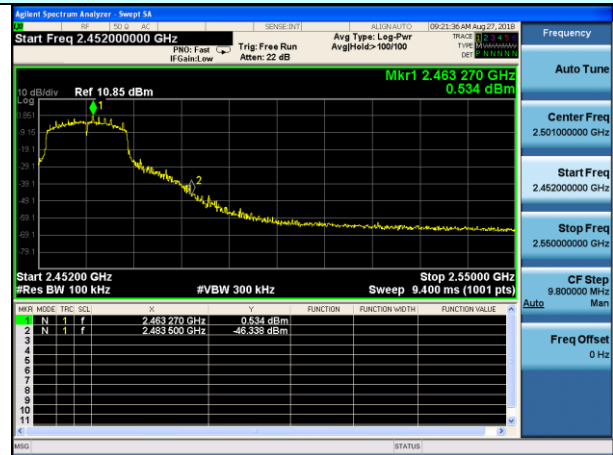 Agilent Spectrum Analyzer - Swept SA
RF 50 Ω AC SENSE:INT ALIGN AUTO 09:21:36 AM Aug 27, 2018
Start Freq 2.452000000 GHz
PNO: Fast
IFGain:Low
Trig: Free Run
Atten: 22 dB
Avg Type: Log-Pwr
Avg|Hold:> 100/100
TRACE 1 2 3 4 5 6
TYPE M
DET P N N N N N
Mkr1 2.463 270 GHz
0.534 dBm
10 dB/div Ref 10.85 dBm
Log
1
0.851
-9.15
-19.1
-29.1
2
-39.1
-49.1
-59.1
-69.1
-79.1
Start 2.45200 GHz Stop 2.55000 GHz
#Res BW 100 kHz #VBW 300 kHz Sweep 9.400 ms (1001 pts)
MKR MODE TRC SCL X Y FUNCTION FUNCTION WIDTH FUNCTION VALUE
1 N 1 f 2.463 270 GHz 0.534 dBm
2 N 1 f 2.483 500 GHz -46.338 dBm
3
4
5
6
7
8
9
10
11
MSG STATUS
Frequency
Auto Tune
Center Freq
2.501000000 GHz
Start Freq
2.452000000 GHz
Stop Freq
2.550000000 GHz
CF Step
9.800000 MHz
Auto Man
Freq Offset
0 Hz